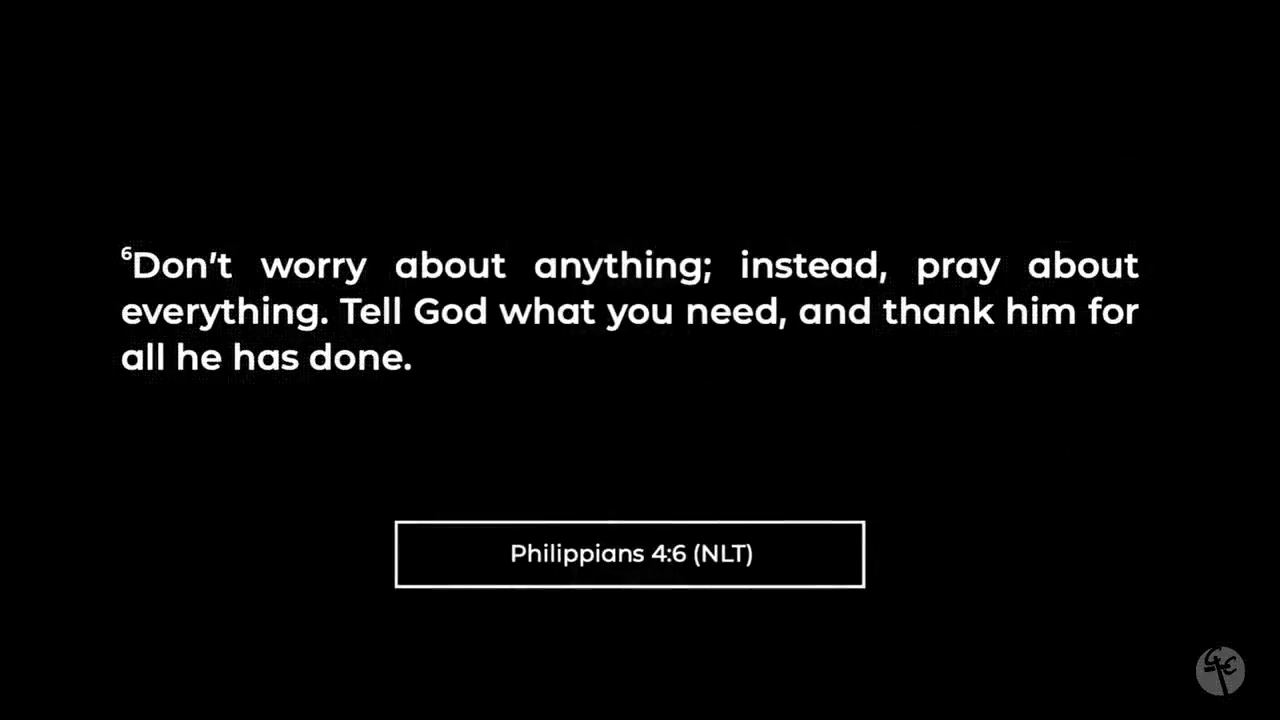 ⁶Don’t worry about anything; instead, pray about
everything. Tell God what you need, and thank him for
all he has done.
Philippians 4:6 (NLT)